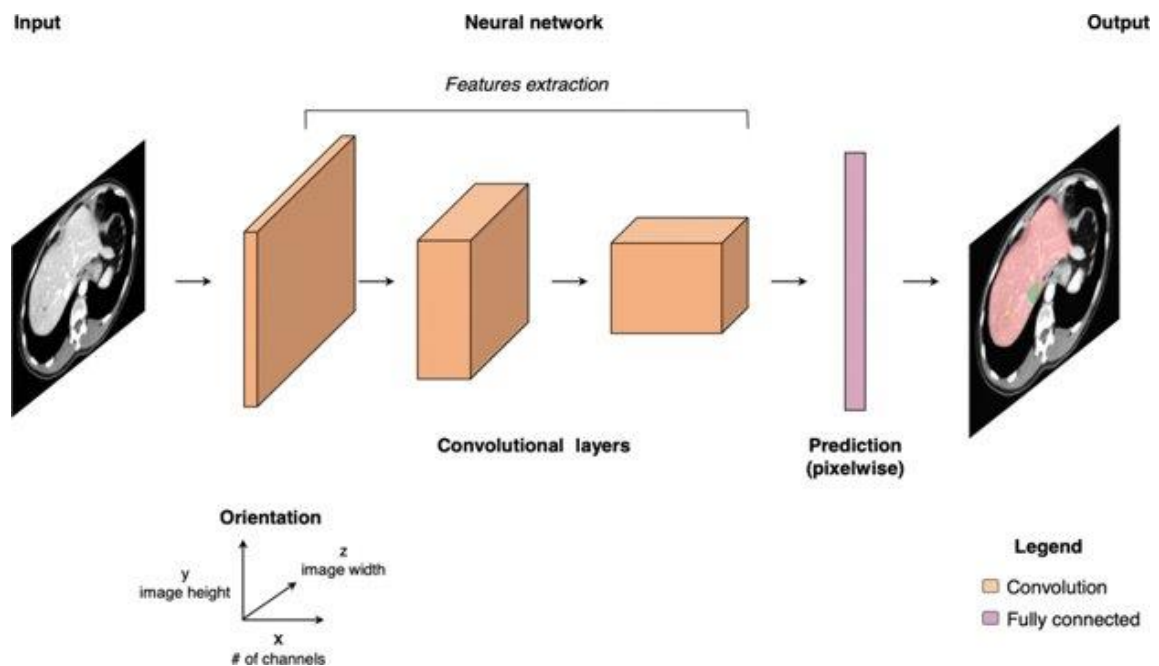 Input
Neural network
Output
Features extraction
Convolutional layers
Prediction
(pixelwise)
Orientation
y
image height
z
image width
x
# of channels
Legend
Convolution
Fully connected